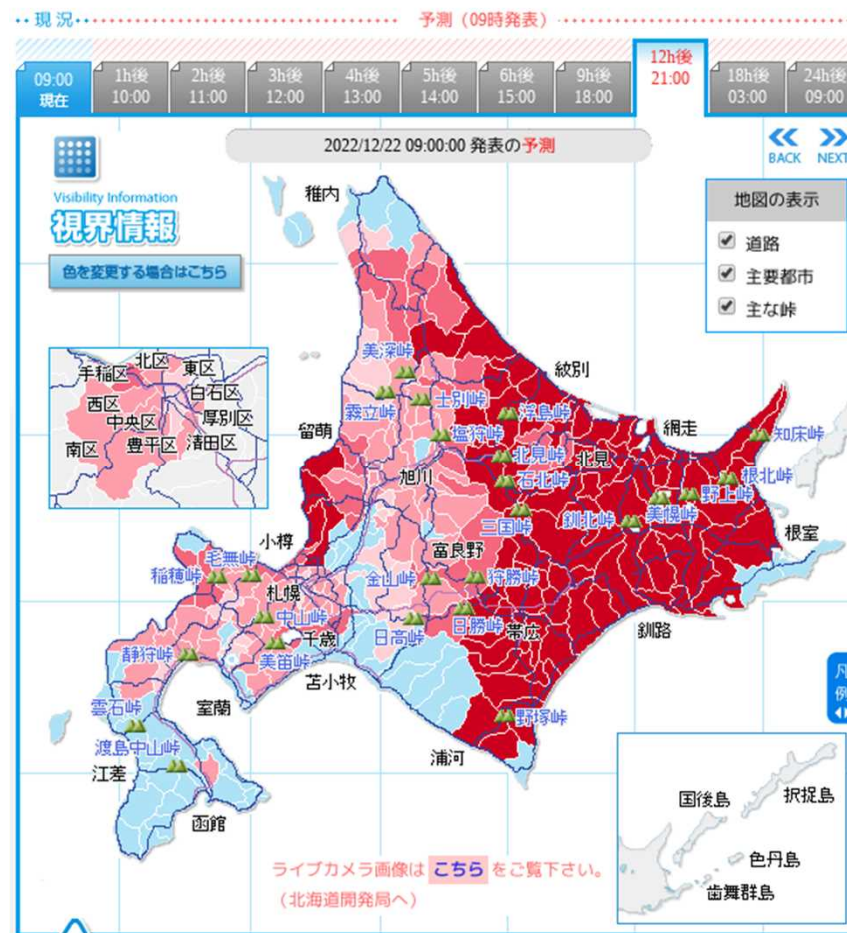 現況
予測（09時発表）
09:00
現在
1h後
10:00
2h後
11:00
3h後
12:00
4h後
13:00
5h後
14:00
6h後
15:00
9h後
18:00
12h後
21:00
18h後
03:00
24h後
09:00
2022/12/22 09:00:00 発表の予測
BACK
NEXT
Visibility Information
視界情報
色を変更する場合はこちら
地図の表示
道路
主要都市
主な峠
稚内
美深峠
霧立峠
士別峠
紋別
浮島峠
留萌
塩狩峠
網走
知床峠
北見峠
北見
旭川
石北峠
根北峠
野上峠
美幌峠
三国峠
釧北峠
根室
手稲区
北区
東区
西区
白石区
中央区
厚別区
南区
豊平区
清田区
小樽
毛無峠
稲穂峠
富良野
金山峠
狩勝峠
札幌
中山峠
千歳
日高峠
日勝峠
帯広
釧路
静狩峠
美笛峠
苫小牧
雲石峠
室蘭
野塚峠
渡島中山峠
浦河
江差
函館
凡
例
国後島
択捉島
色丹島
歯舞群島
ライブカメラ画像は こちら をご覧下さい。
（北海道開発局へ）